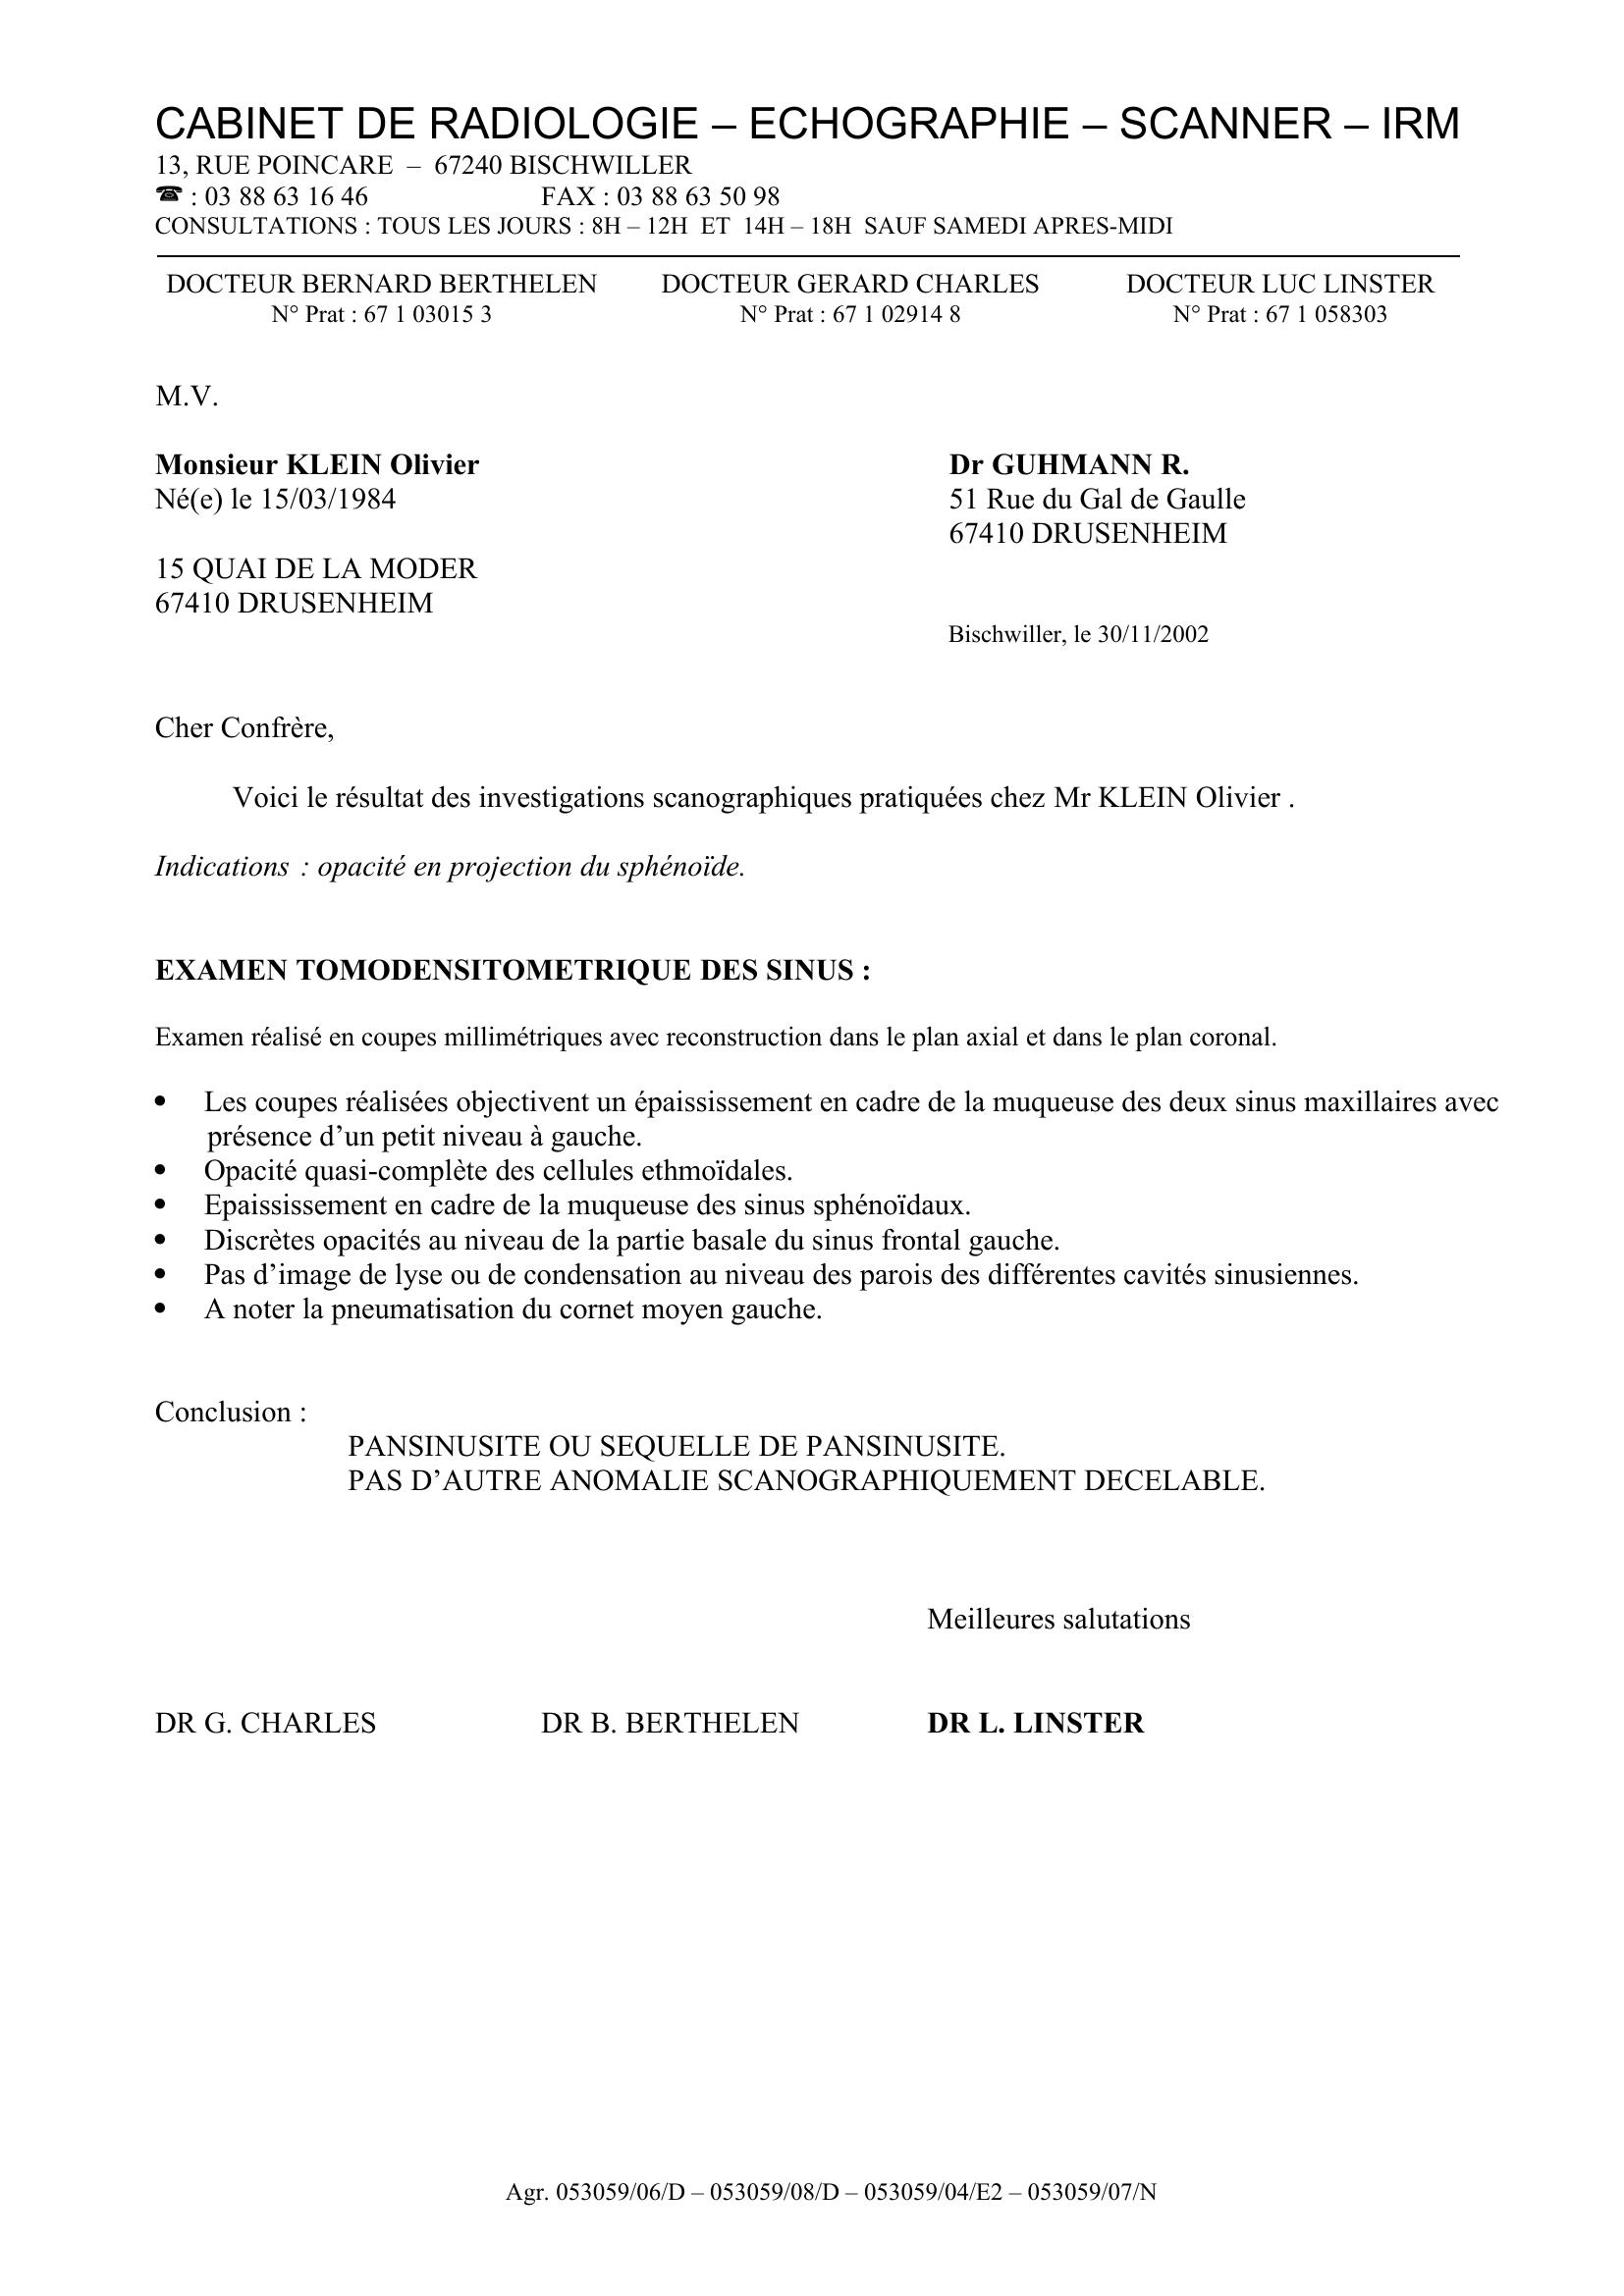 CABINET DE RADIOLOGIE – ECHOGRAPHIE – SCANNER – IRM
13, RUE POINCARE – 67240 BISCHWILLER
☎ : 03 88 63 16 46 FAX : 03 88 63 50 98
CONSULTATIONS : TOUS LES JOURS : 8H – 12H ET 14H – 18H SAUF SAMEDI APRES-MIDI
DOCTEUR BERNARD BERTHELEN DOCTEUR GERARD CHARLES DOCTEUR LUC LINSTER
N° Prat : 67 1 03015 3 N° Prat : 67 1 02914 8 N° Prat : 67 1 058303
M.V.
Monsieur KLEIN Olivier Dr GUHMANN R.
Né(e) le 15/03/1984 51 Rue du Gal de Gaulle
67410 DRUSENHEIM
15 QUAI DE LA MODER
67410 DRUSENHEIM
Bischwiller, le 30/11/2002
Cher Confrère,
Voici le résultat des investigations scanographiques pratiquées chez Mr KLEIN Olivier .
Indications : opacité en projection du sphénoïde.
EXAMEN TOMODENSITOMETRIQUE DES SINUS :
Examen réalisé en coupes millimétriques avec reconstruction dans le plan axial et dans le plan coronal.
• Les coupes réalisées objectivent un épaississement en cadre de la muqueuse des deux sinus maxillaires avec
présence d’un petit niveau à gauche.
• Opacité quasi-complète des cellules ethmoïdales.
• Epaississement en cadre de la muqueuse des sinus sphénoïdaux.
• Discrètes opacités au niveau de la partie basale du sinus frontal gauche.
• Pas d’image de lyse ou de condensation au niveau des parois des différentes cavités sinusiennes.
• A noter la pneumatisation du cornet moyen gauche.
Conclusion :
PANSINUSITE OU SEQUELLE DE PANSINUSITE.
PAS D’AUTRE ANOMALIE SCANOGRAPHIQUEMENT DECELABLE.
Meilleures salutations
DR G. CHARLES DR B. BERTHELEN DR L. LINSTER
Agr. 053059/06/D – 053059/08/D – 053059/04/E2 – 053059/07/N